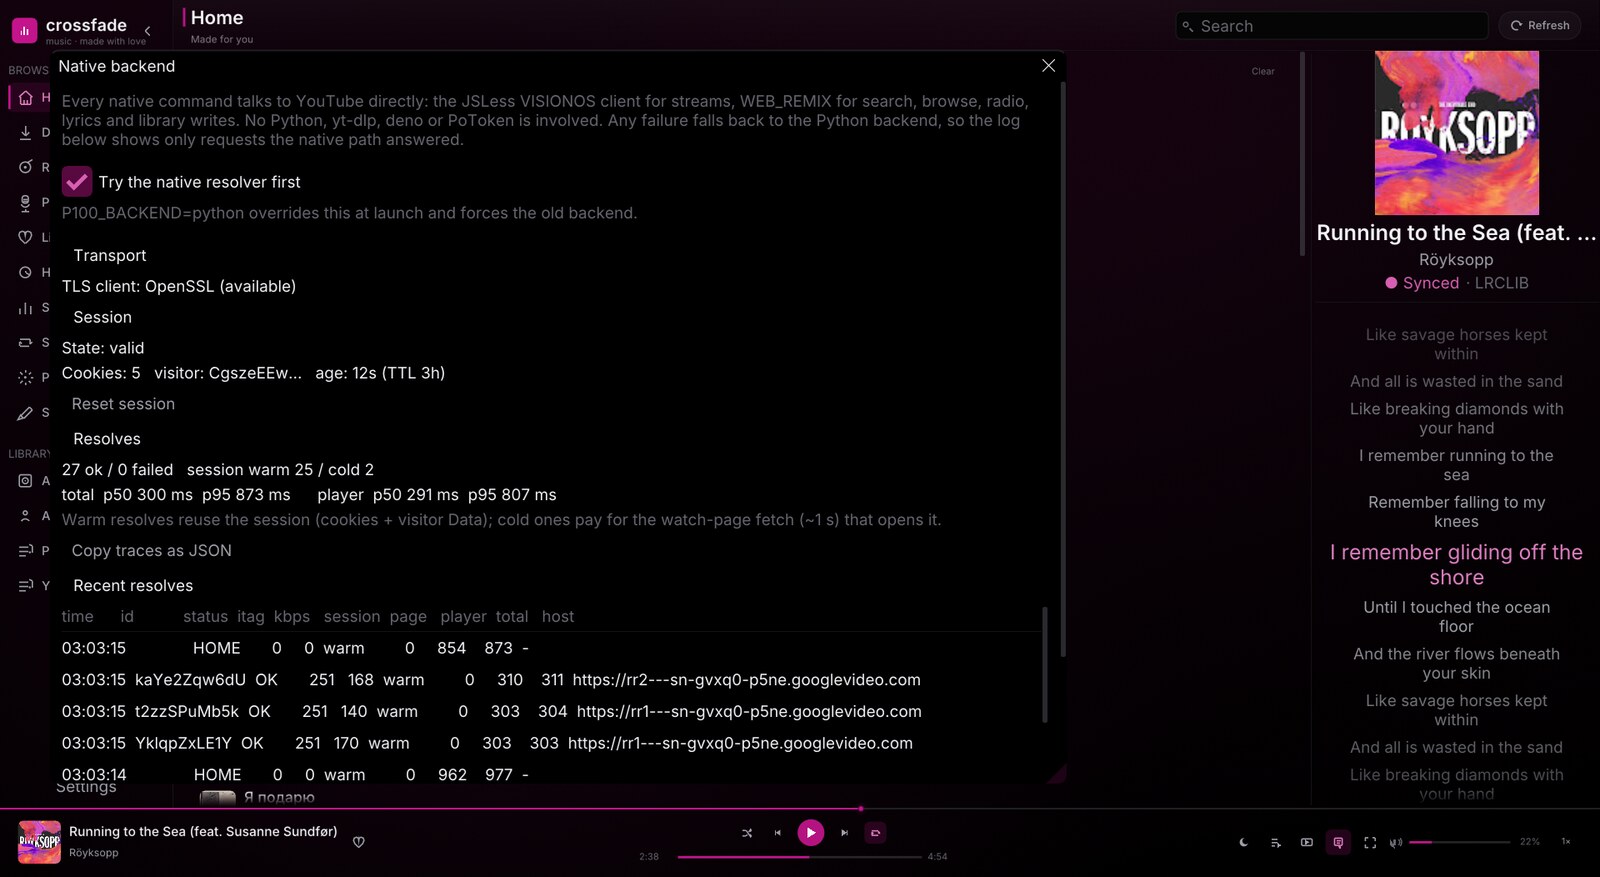 crossfade
music · made with love
Home
Made for you
Search
Refresh
BROWS
H
D
R
P
Li
H
S
S
P
S
LIBRARY
A
A
P
Y
Settings
Native backend
Every native command talks to YouTube directly: the JSLess VISIONOS client for streams, WEB_REMIX for search, browse, radio,
lyrics and library writes. No Python, yt-dlp, deno or PoToken is involved. Any failure falls back to the Python backend, so the log
below shows only requests the native path answered.
Try the native resolver first
P100_BACKEND=python overrides this at launch and forces the old backend.
Transport
TLS client: OpenSSL (available)
Session
State: valid
Cookies: 5 visitor: CgszeEEw... age: 12s (TTL 3h)
Reset session
Resolves
27 ok / 0 failed session warm 25 / cold 2
total p50 300 ms p95 873 ms player p50 291 ms p95 807 ms
Warm resolves reuse the session (cookies + visitor Data); cold ones pay for the watch-page fetch (~1 s) that opens it.
Copy traces as JSON
Recent resolves
time id status itag kbps session page player total host
03:03:15 HOME 0 0 warm 0 854 873 -
03:03:15 kaYe2Zqw6dU OK 251 168 warm 0 310 311 https://rr2---sn-gvxq0-p5ne.googlevideo.com
03:03:15 t2zzSPuMb5k OK 251 140 warm 0 303 304 https://rr1---sn-gvxq0-p5ne.googlevideo.com
03:03:15 YkIqpZxLE1Y OK 251 170 warm 0 303 303 https://rr1---sn-gvxq0-p5ne.googlevideo.com
03:03:14 HOME 0 0 warm 0 962 977 -
Я подарю
Clear
RÖYKSOPP
Running to the Sea (feat. ...
Röyksopp
Synced · LRCLIB
Like savage horses kept
within
And all is wasted in the sand
Like breaking diamonds with
your hand
I remember running to the
sea
Remember falling to my
knees
I remember gliding off the
shore
Until I touched the ocean
floor
And the river flows beneath
your skin
Like savage horses kept
within
And all is wasted in the sand
Like breaking diamonds with
your hand
RÖYKSOPP
Running to the Sea (feat. Susanne Sundfør)
Röyksopp
2:38
4:54
22%
1x